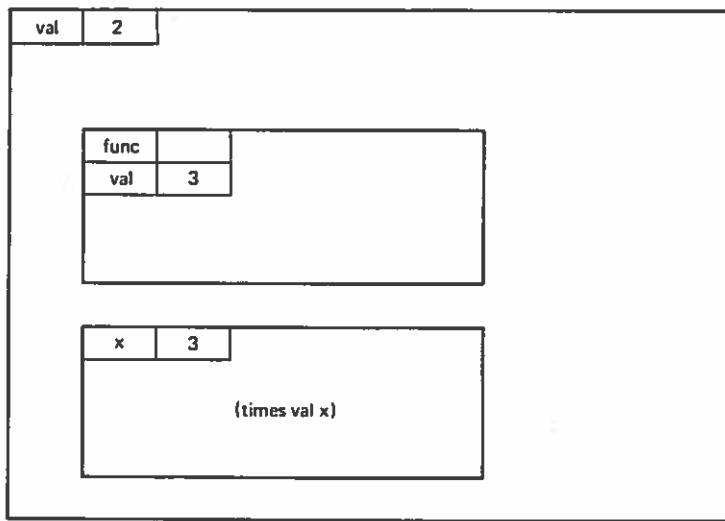 val 2
func
val 3
x 3
(times val x)